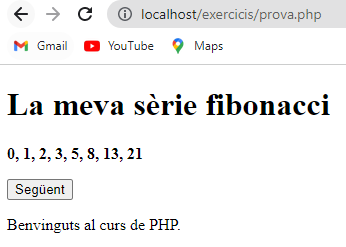 localhost/exercicis/prova.php
Gmail YouTube Maps
La meva sèrie fibonacci
0, 1, 2, 3, 5, 8, 13, 21
Següent
Benvinguts al curs de PHP.